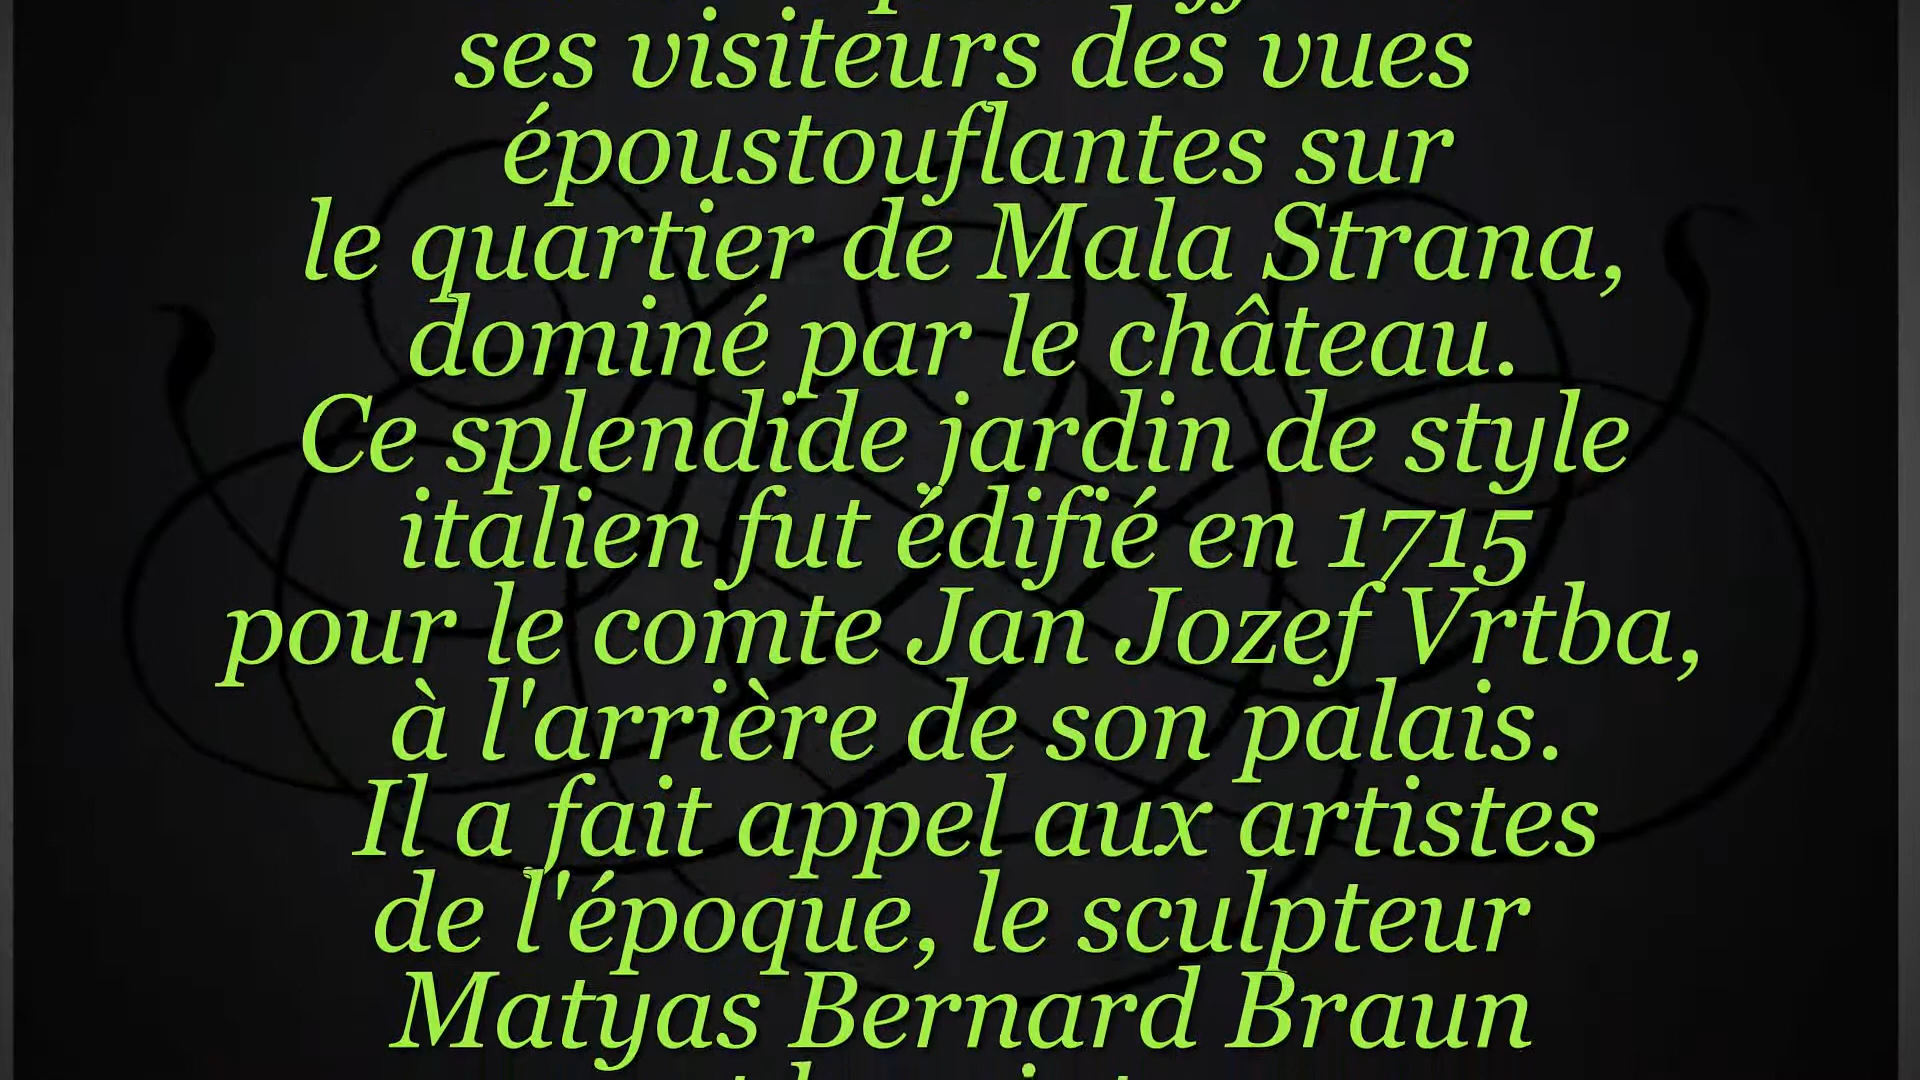 ses visiteurs des vues
époustouflantes sur
le quartier de Mala Strana,
dominé par le château.
Ce splendide jardin de style
italien fut édifié en 1715
pour le comte Jan Jozef Vrtba,
à l'arrière de son palais.
Il a fait appel aux artistes
de l'époque, le sculpteur
Matyas Bernard Braun